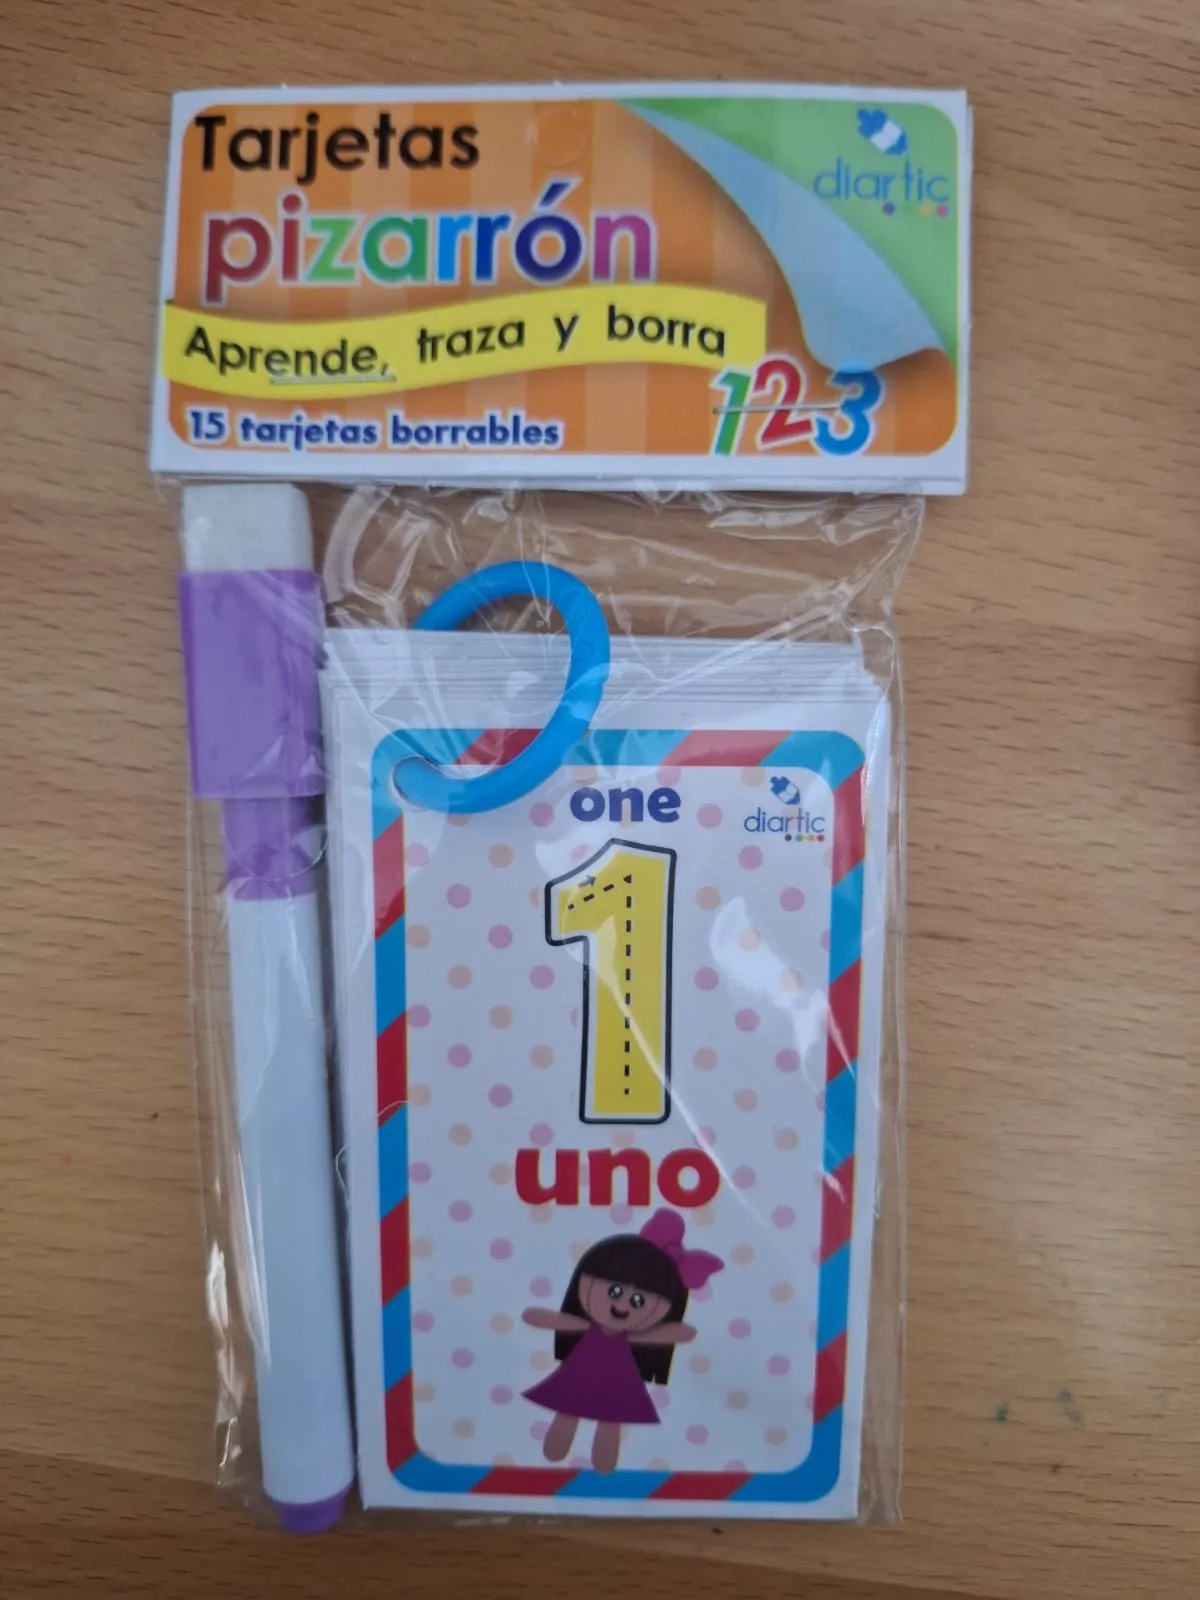 Tarjetas
diartic
pizarrón
Aprende, traza y borra
123
15 tarjetas borrables
one
diartic
1
uno